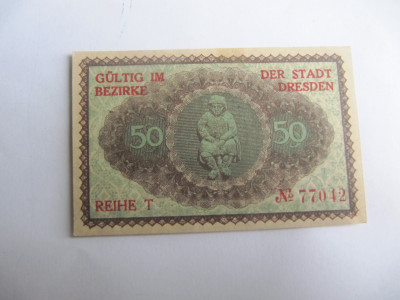 GÜLTIG IM DER STADT
BEZIRKE DRESDEN
50 50
REIHE T № 77042